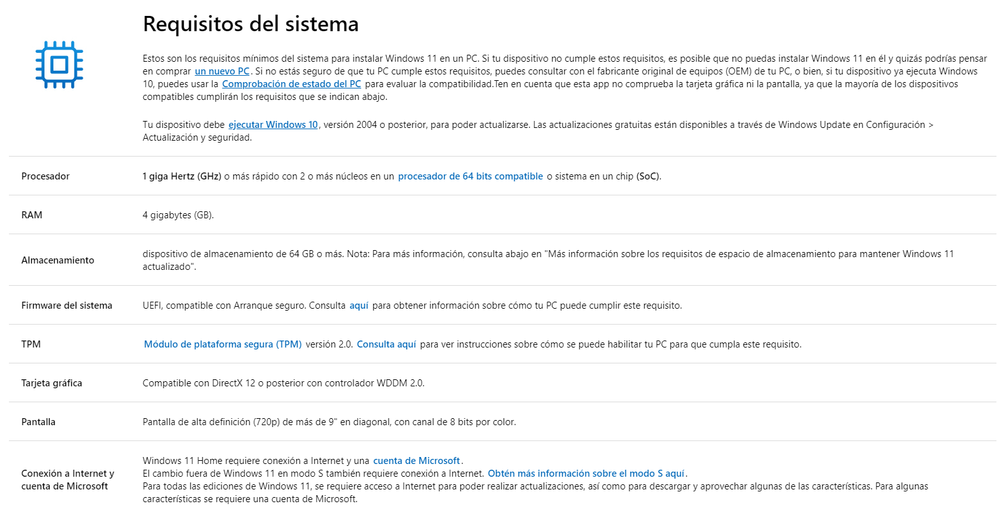 Requisitos del sistema
Estos son los requisitos mínimos del sistema para instalar Windows 11 en un PC. Si tu dispositivo no cumple estos requisitos, es posible que no puedas instalar Windows 11 en él y quizás podrías pensar
en comprar un nuevo PC. Si no estás seguro de que tu PC cumple estos requisitos, puedes consultar con el fabricante original de equipos (OEM) de tu PC, o bien, si tu dispositivo ya ejecuta Windows
10, puedes usar la Comprobación de estado del PC para evaluar la compatibilidad.Ten en cuenta que esta app no comprueba la tarjeta gráfica ni la pantalla, ya que la mayoría de los dispositivos
compatibles cumplirán los requisitos que se indican abajo.
Tu dispositivo debe ejecutar Windows 10, versión 2004 o posterior, para poder actualizarse. Las actualizaciones gratuitas están disponibles a través de Windows Update en Configuración >
Actualización y seguridad.
Procesador
1 giga Hertz (GHz) o más rápido con 2 o más núcleos en un procesador de 64 bits compatible o sistema en un chip (SoC).
RAM
4 gigabytes (GB).
Almacenamiento
dispositivo de almacenamiento de 64 GB o más. Nota: Para más información, consulta abajo en "Más información sobre los requisitos de espacio de almacenamiento para mantener Windows 11
actualizado".
Firmware del sistema
UEFI, compatible con Arranque seguro. Consulta aquí para obtener información sobre cómo tu PC puede cumplir este requisito.
TPM
Módulo de plataforma segura (TPM) versión 2.0. Consulta aquí para ver instrucciones sobre cómo se puede habilitar tu PC para que cumpla este requisito.
Tarjeta gráfica
Compatible con DirectX 12 o posterior con controlador WDDM 2.0.
Pantalla
Pantalla de alta definición (720p) de más de 9" en diagonal, con canal de 8 bits por color.
Conexión a Internet y
cuenta de Microsoft
Windows 11 Home requiere conexión a Internet y una cuenta de Microsoft.
El cambio fuera de Windows 11 en modo S también requiere conexión a Internet. Obtén más información sobre el modo S aquí.
Para todas las ediciones de Windows 11, se requiere acceso a Internet para poder realizar actualizaciones, así como para descargar y aprovechar algunas de las características. Para algunas
características se requiere una cuenta de Microsoft.